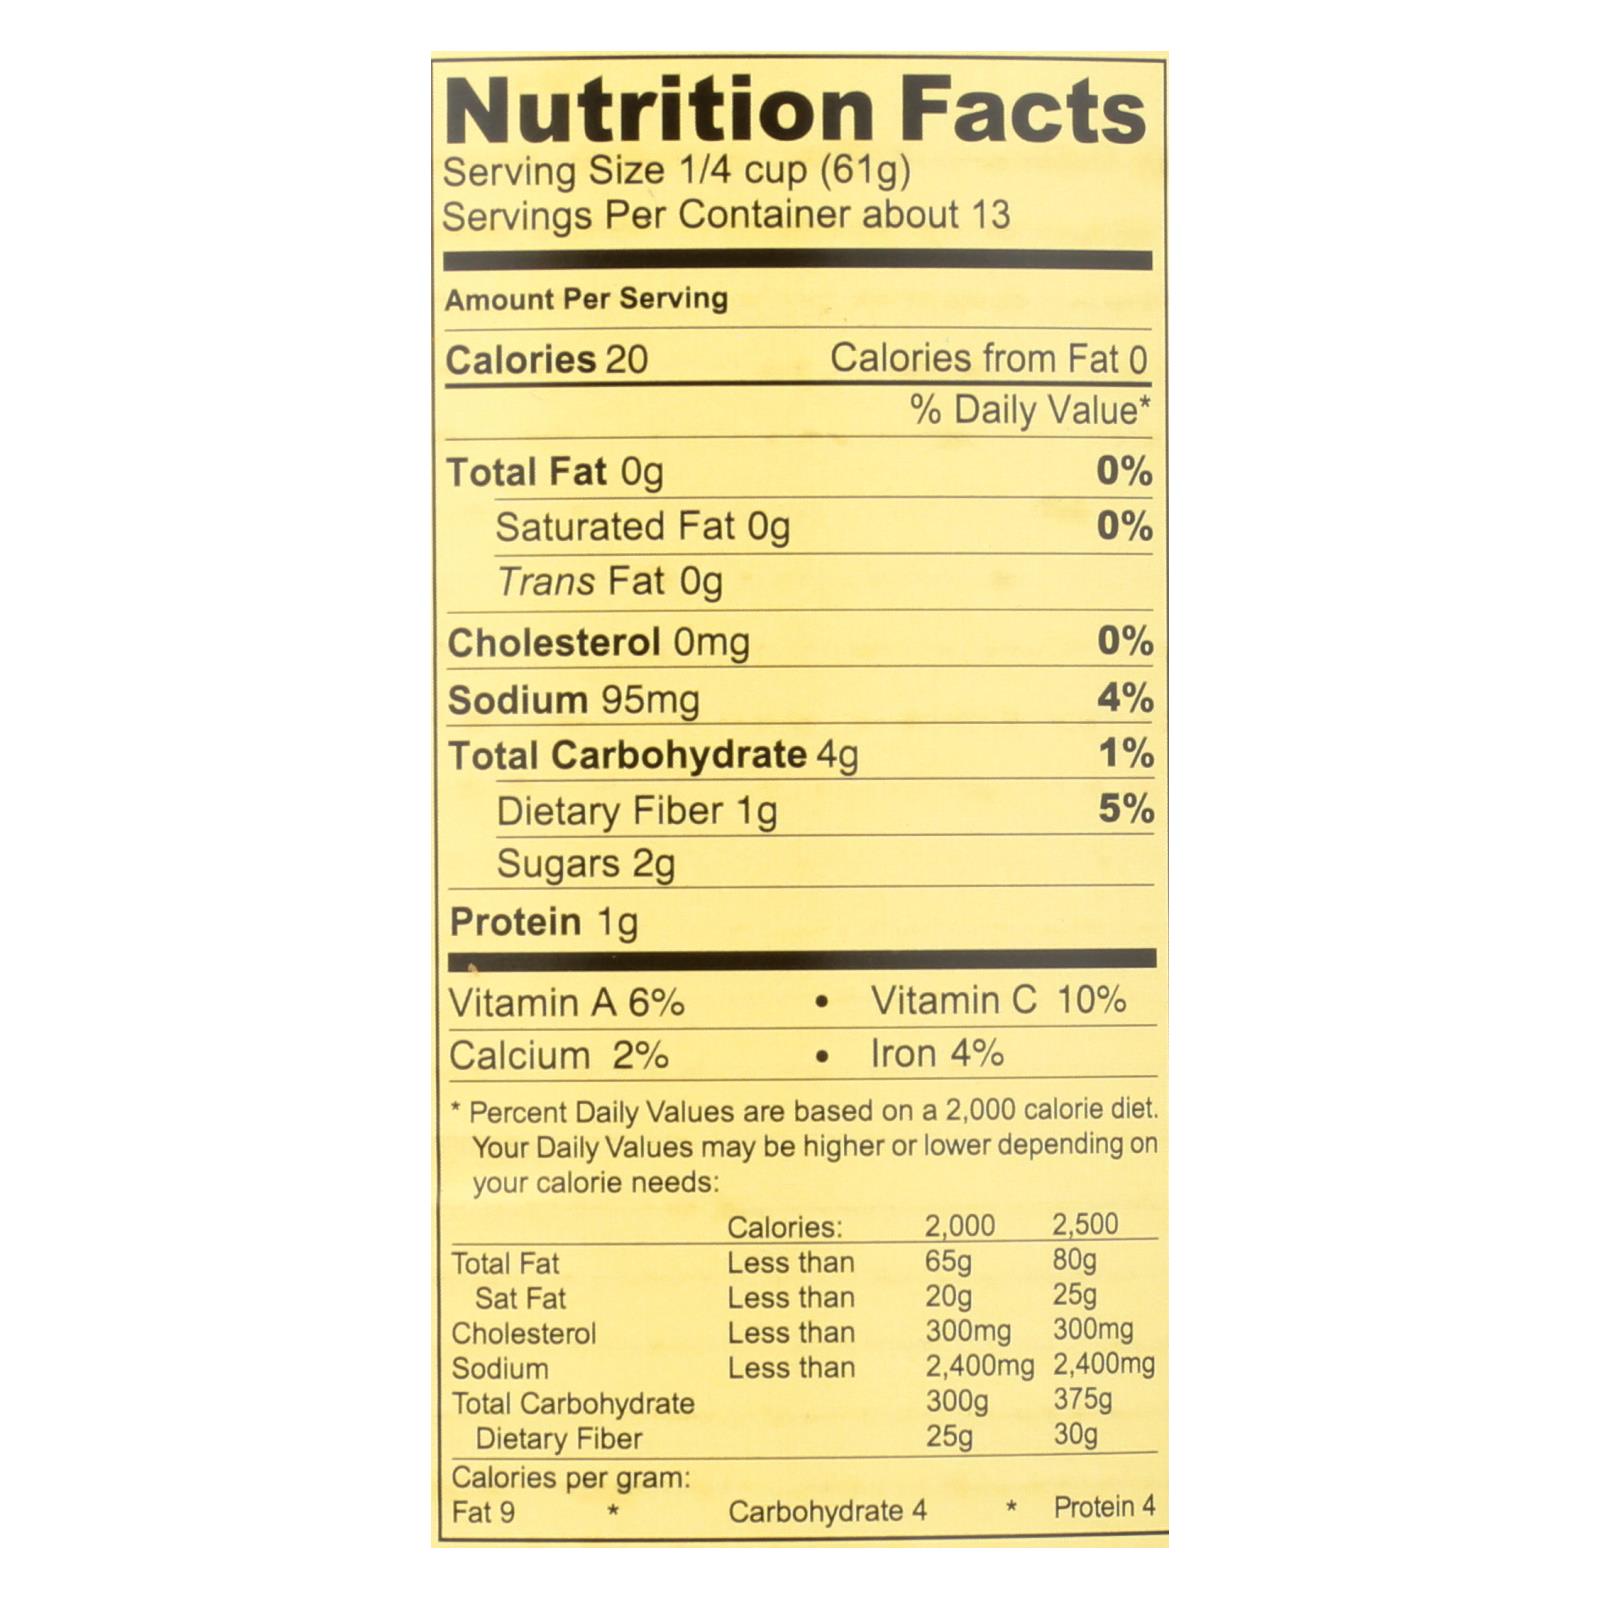 Nutrition Facts
Serving Size 1/4 cup (61g)
Servings Per Container about 13
Amount Per Serving
Calories 20 Calories from Fat 0
% Daily Value*
Total Fat 0g 0%
Saturated Fat 0g 0%
Trans Fat 0g
Cholesterol 0mg 0%
Sodium 95mg 4%
Total Carbohydrate 4g 1%
Dietary Fiber 1g 5%
Sugars 2g
Protein 1g
Vitamin A 6% • Vitamin C 10%
Calcium 2% • Iron 4%
* Percent Daily Values are based on a 2,000 calorie diet.
Your Daily Values may be higher or lower depending on
your calorie needs:
Calories: 2,000 2,500
Total Fat Less than 65g 80g
Sat Fat Less than 20g 25g
Cholesterol Less than 300mg 300mg
Sodium Less than 2,400mg 2,400mg
Total Carbohydrate 300g 375g
Dietary Fiber 25g 30g
Calories per gram:
Fat 9 * Carbohydrate 4 * Protein 4